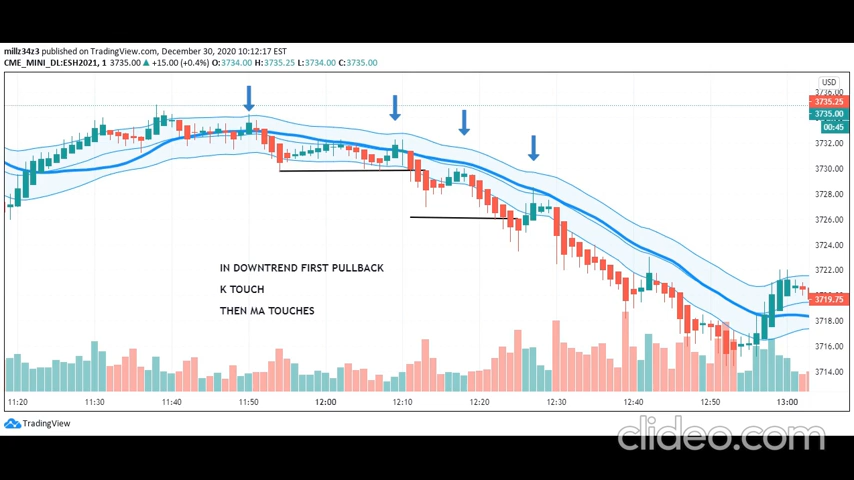 millz34z3 published on TradingView.com, December 30, 2020 10:12:17 EST
CME_MINI_DL:ESH2021, 1 3735.00 ▲ +15.00 (+0.4%) O:3734.00 H:3735.25 L:3734.00 C:3735.00
USD
3736.00
3735.25
3735.00
00:45
3732.00
3730.00
3728.00
3726.00
3724.00
3722.00
3719.75
3718.00
3716.00
3714.00
IN DOWNTREND FIRST PULLBACK
K TOUCH
THEN MA TOUCHES
11:20 11:30 11:40 11:50 12:00 12:10 12:20 12:30 12:40 12:50 13:00
TradingView
clideo.com